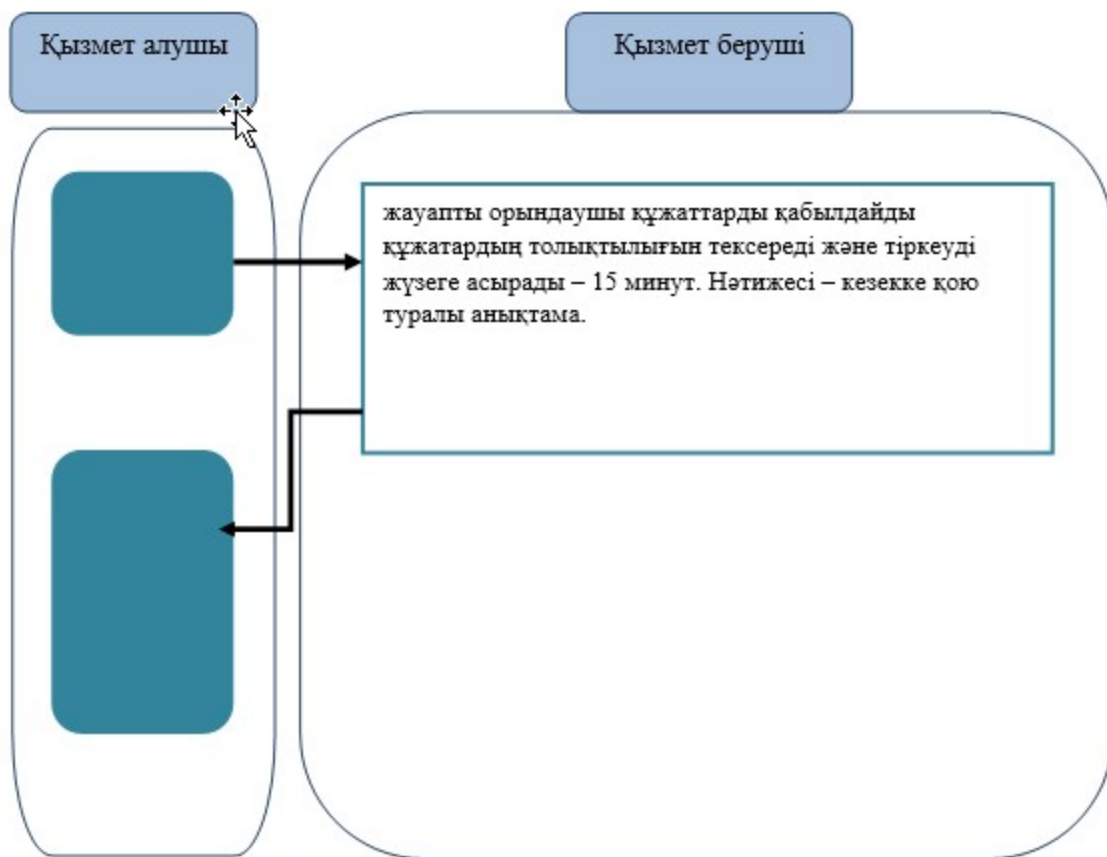 Қызмет алушы
Қызмет беруші
жауапты орындаушы құжаттарды қабылдайды
құжатардың толықтылығын тексереді және тіркеуді
жүзеге асырады – 15 минут. Нәтижесі – кезекке қою
туралы анықтама.